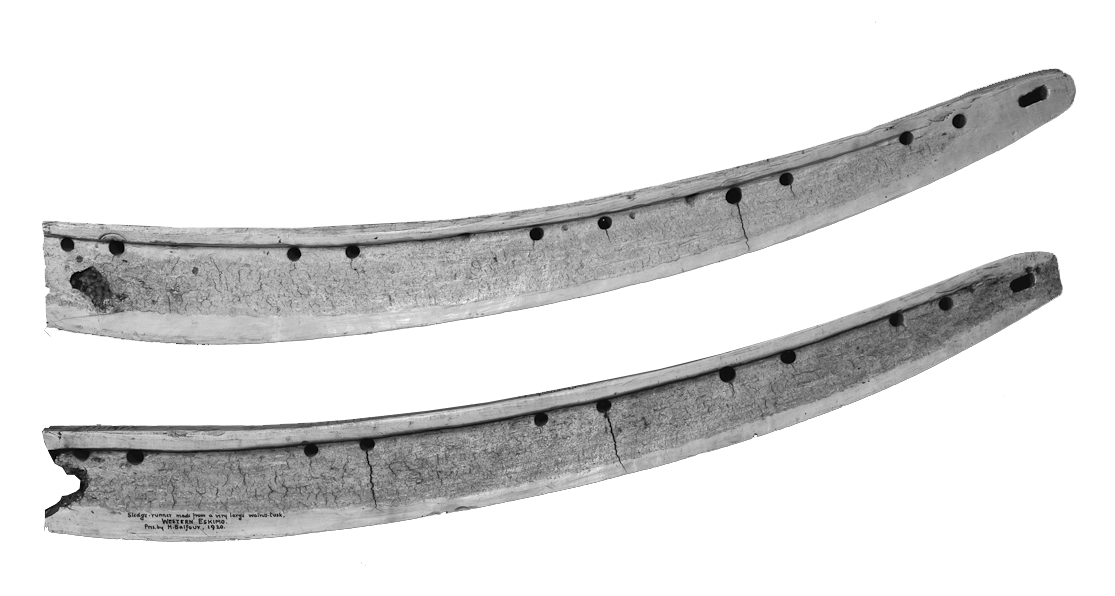 Sledge-runner made from a very large walrus-tusk,
WESTERN ESKIMO.
Pres. by H. Balfour, 1920.